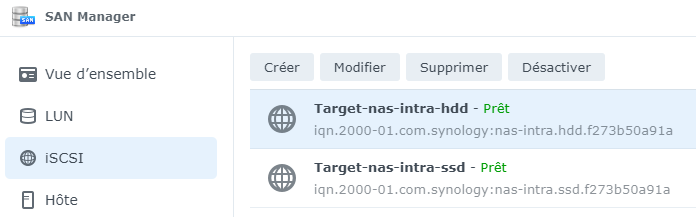 SAN Manager
Vue d’ensemble
LUN
iSCSI
Hôte
Créer Modifier Supprimer Désactiver
Target-nas-intra-hdd - Prêt
iqn.2000-01.com.synology:nas-intra.hdd.f273b50a91a
Target-nas-intra-ssd - Prêt
iqn.2000-01.com.synology:nas-intra.ssd.f273b50a91a